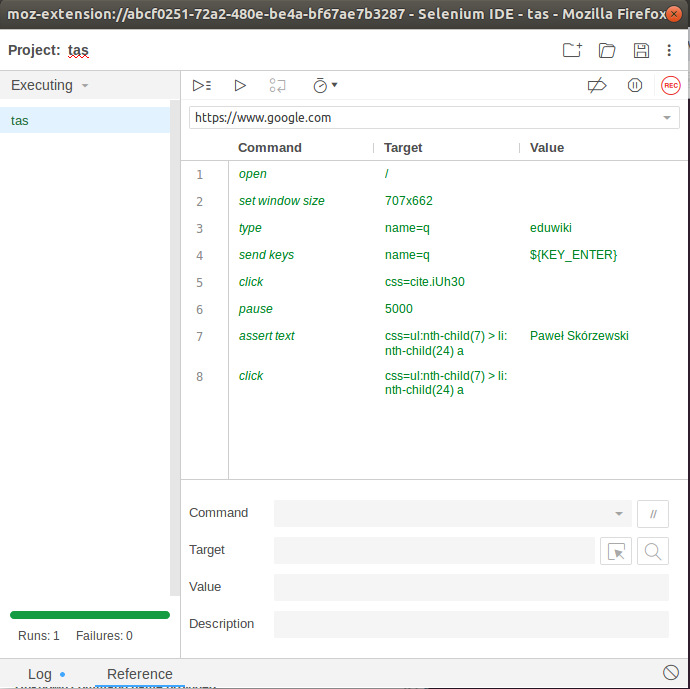 moz-extension://abcf0251-72a2-480e-be4a-bf67ae7b3287 - Selenium IDE - tas - Mozilla Firefox
Project: tas
Executing
REC
tas
https://www.google.com
Command Target Value
1 open /
2 set window size 707x662
3 type name=q eduwiki
4 send keys name=q ${KEY_ENTER}
5 click css=cite.iUh30
6 pause 5000
7 assert text css=ul:nth-child(7) > li: Paweł Skórzewski
nth-child(24) a
8 click css=ul:nth-child(7) > li:
nth-child(24) a
Command //
Target
Value
Description
Runs: 1 Failures: 0
Log Reference